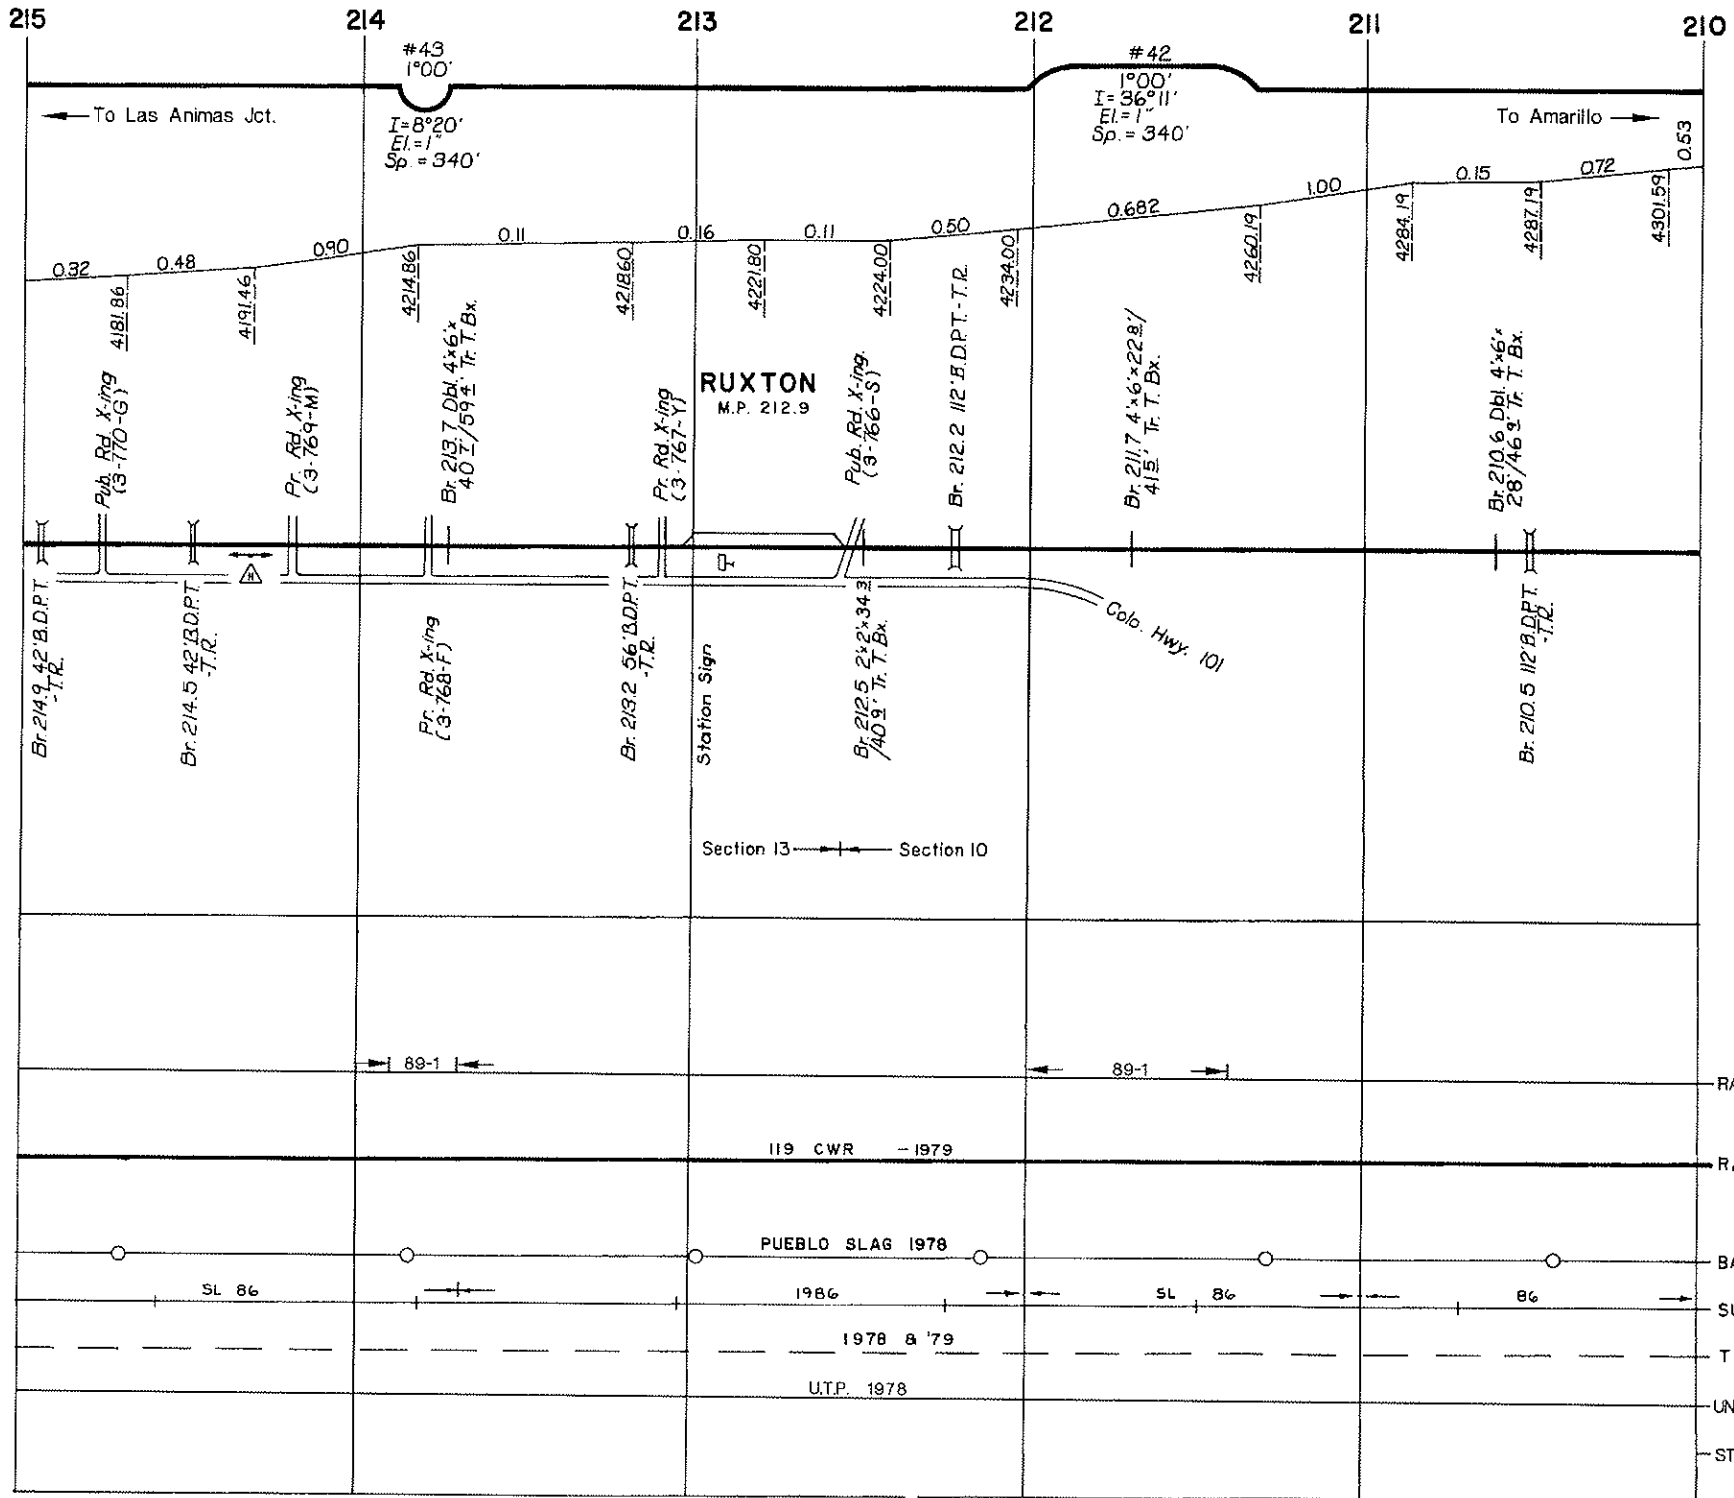 215 214 213 212 211 210
#43
1°00'
I=8°20'
El.=1"
Sp.=340'
#42
1°00'
I=36°11'
El.=1"
Sp.=340'
To Las Animas Jct.
To Amarillo
0.32 0.48 0.90 0.11 0.16 0.11 0.50 0.682 1.00 0.15 0.72 0.53
4181.86 4191.46 4214.86 4218.60 4221.80 4224.00 4234.00 4260.19 4284.19 4287.19 4301.59
Pub. Rd. X-ing
(3-770-G)
Pr. Rd. X-ing
(3-769-M)
Br. 213.7 Dbl. 4'x6'x
40.7'/59.4' Tr. T. Bx.
Pr. Rd. X-ing
(3-767-Y)
RUXTON
M.P. 212.9
Pub. Rd. X-ing.
(3-766-S)
Br. 212.2 112' B.D.P.T.-T.R.
Br. 211.7 4'x6'x22.8'/
41.5' Tr. T. Bx.
Br. 210.6 Dbl. 4'x6'x
28'/46.9' Tr. T. Bx.
N
Br. 214.9 42' B.D.P.T.
-T.R.
Br. 214.5 42' B.D.P.T.
-T.R.
Pr. Rd. X-ing
(3-768-F)
Br. 213.2 56' B.D.P.T.
-T.R.
Station Sign
Br. 212.5 2'x2'x34.3
/40.9' Tr. T. Bx.
Colo. Hwy. 101
Br. 210.5 112' B.D.P.T.
-T.R.
Section 13 Section 10
89-1 89-1
RA
119 CWR - 1979
RA
PUEBLO SLAG 1978
BA
SL 86 1986 SL 86 86
SU
1978 & '79
T
U.T.P. 1978
UN
ST